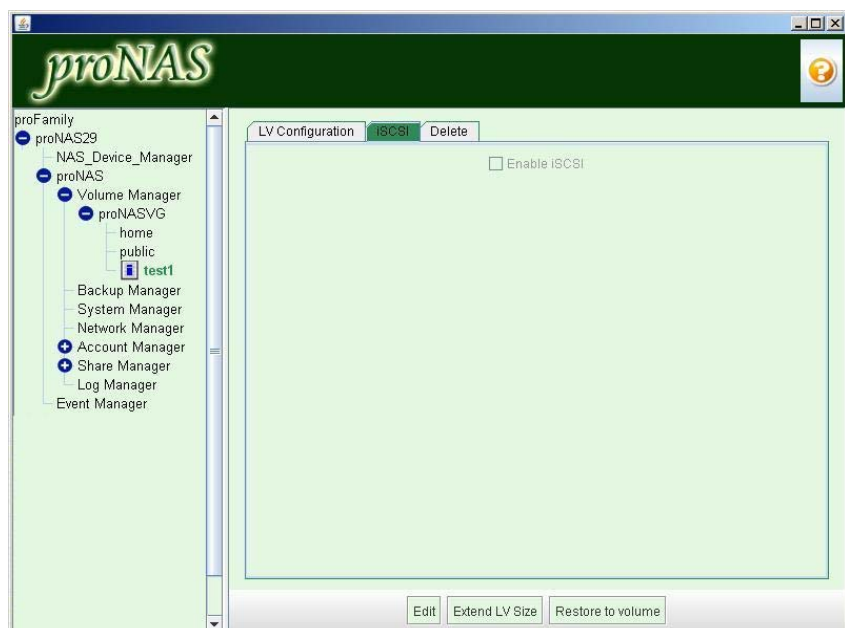 proNAS
proFamily
proNAS29
NAS_Device_Manager
proNAS
Volume Manager
proNASVG
home
public
test1
Backup Manager
System Manager
Network Manager
Account Manager
Share Manager
Log Manager
Event Manager
LV Configuration iSCSI Delete
Enable iSCSI
Edit Extend LV Size Restore to volume